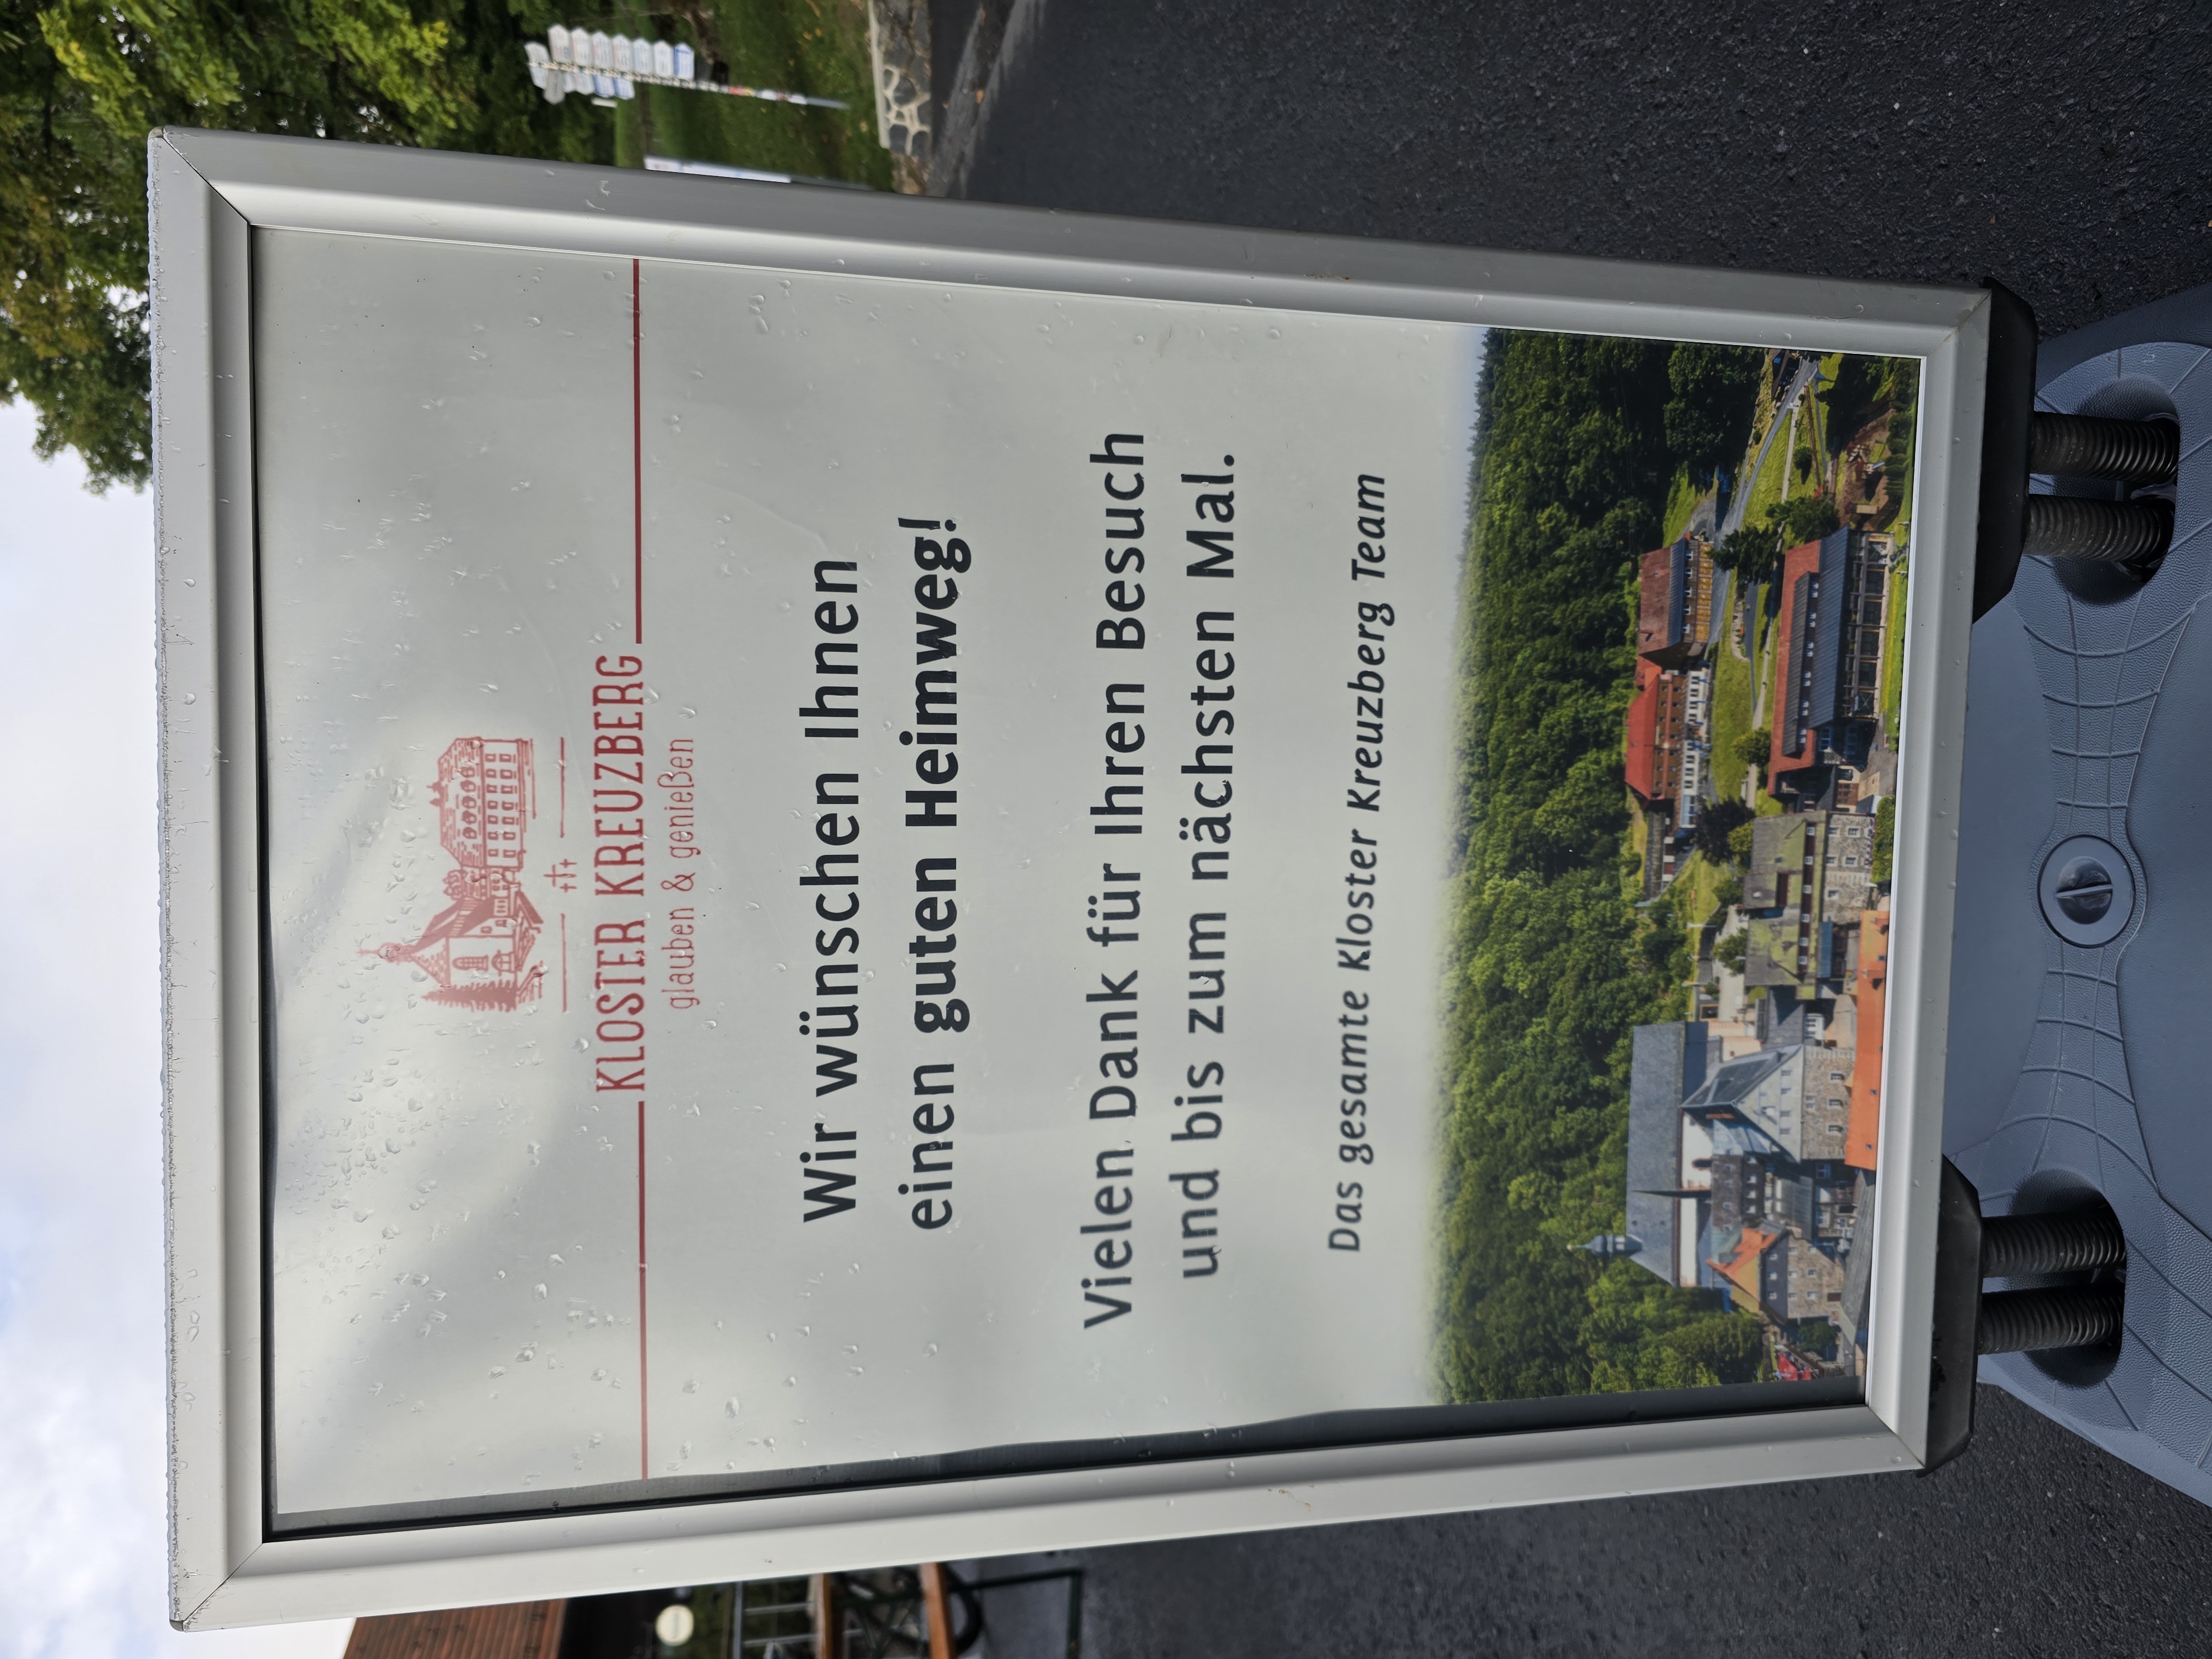 KLOSTER KREUZBERG
glauben & genießen
Wir wünschen Ihnen
einen guten Heimweg!
Vielen Dank für Ihren Besuch
und bis zum nächsten Mal.
Das gesamte Kloster Kreuzberg Team